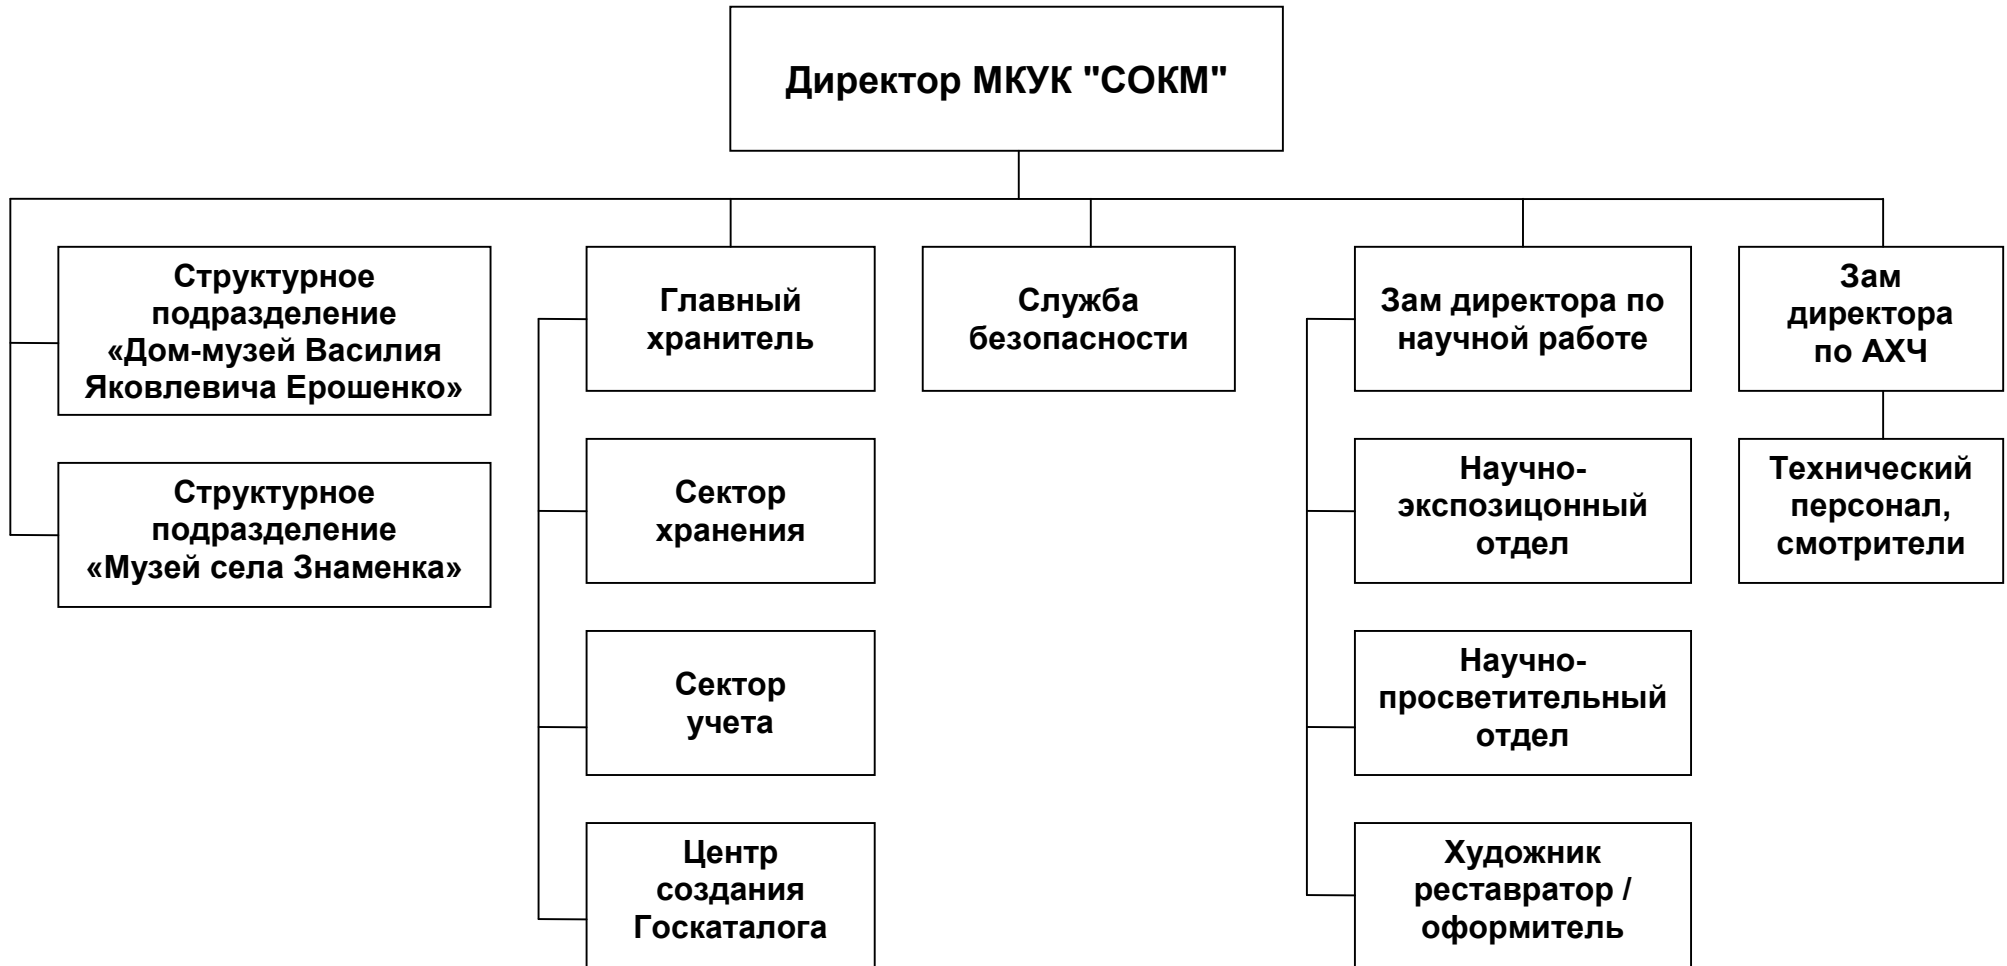 Директор МКУК "СОКМ"
Структурное
подразделение
«Дом-музей Василия
Яковлевича Ерошенко»
Структурное
подразделение
«Музей села Знаменка»
Главный
хранитель
Сектор
хранения
Сектор
учета
Центр
создания
Госкаталога
Служба
безопасности
Зам директора по
научной работе
Научно-
экспозицонный
отдел
Научно-
просветительный
отдел
Художник
реставратор /
оформитель
Зам
директора
по АХЧ
Технический
персонал,
смотрители